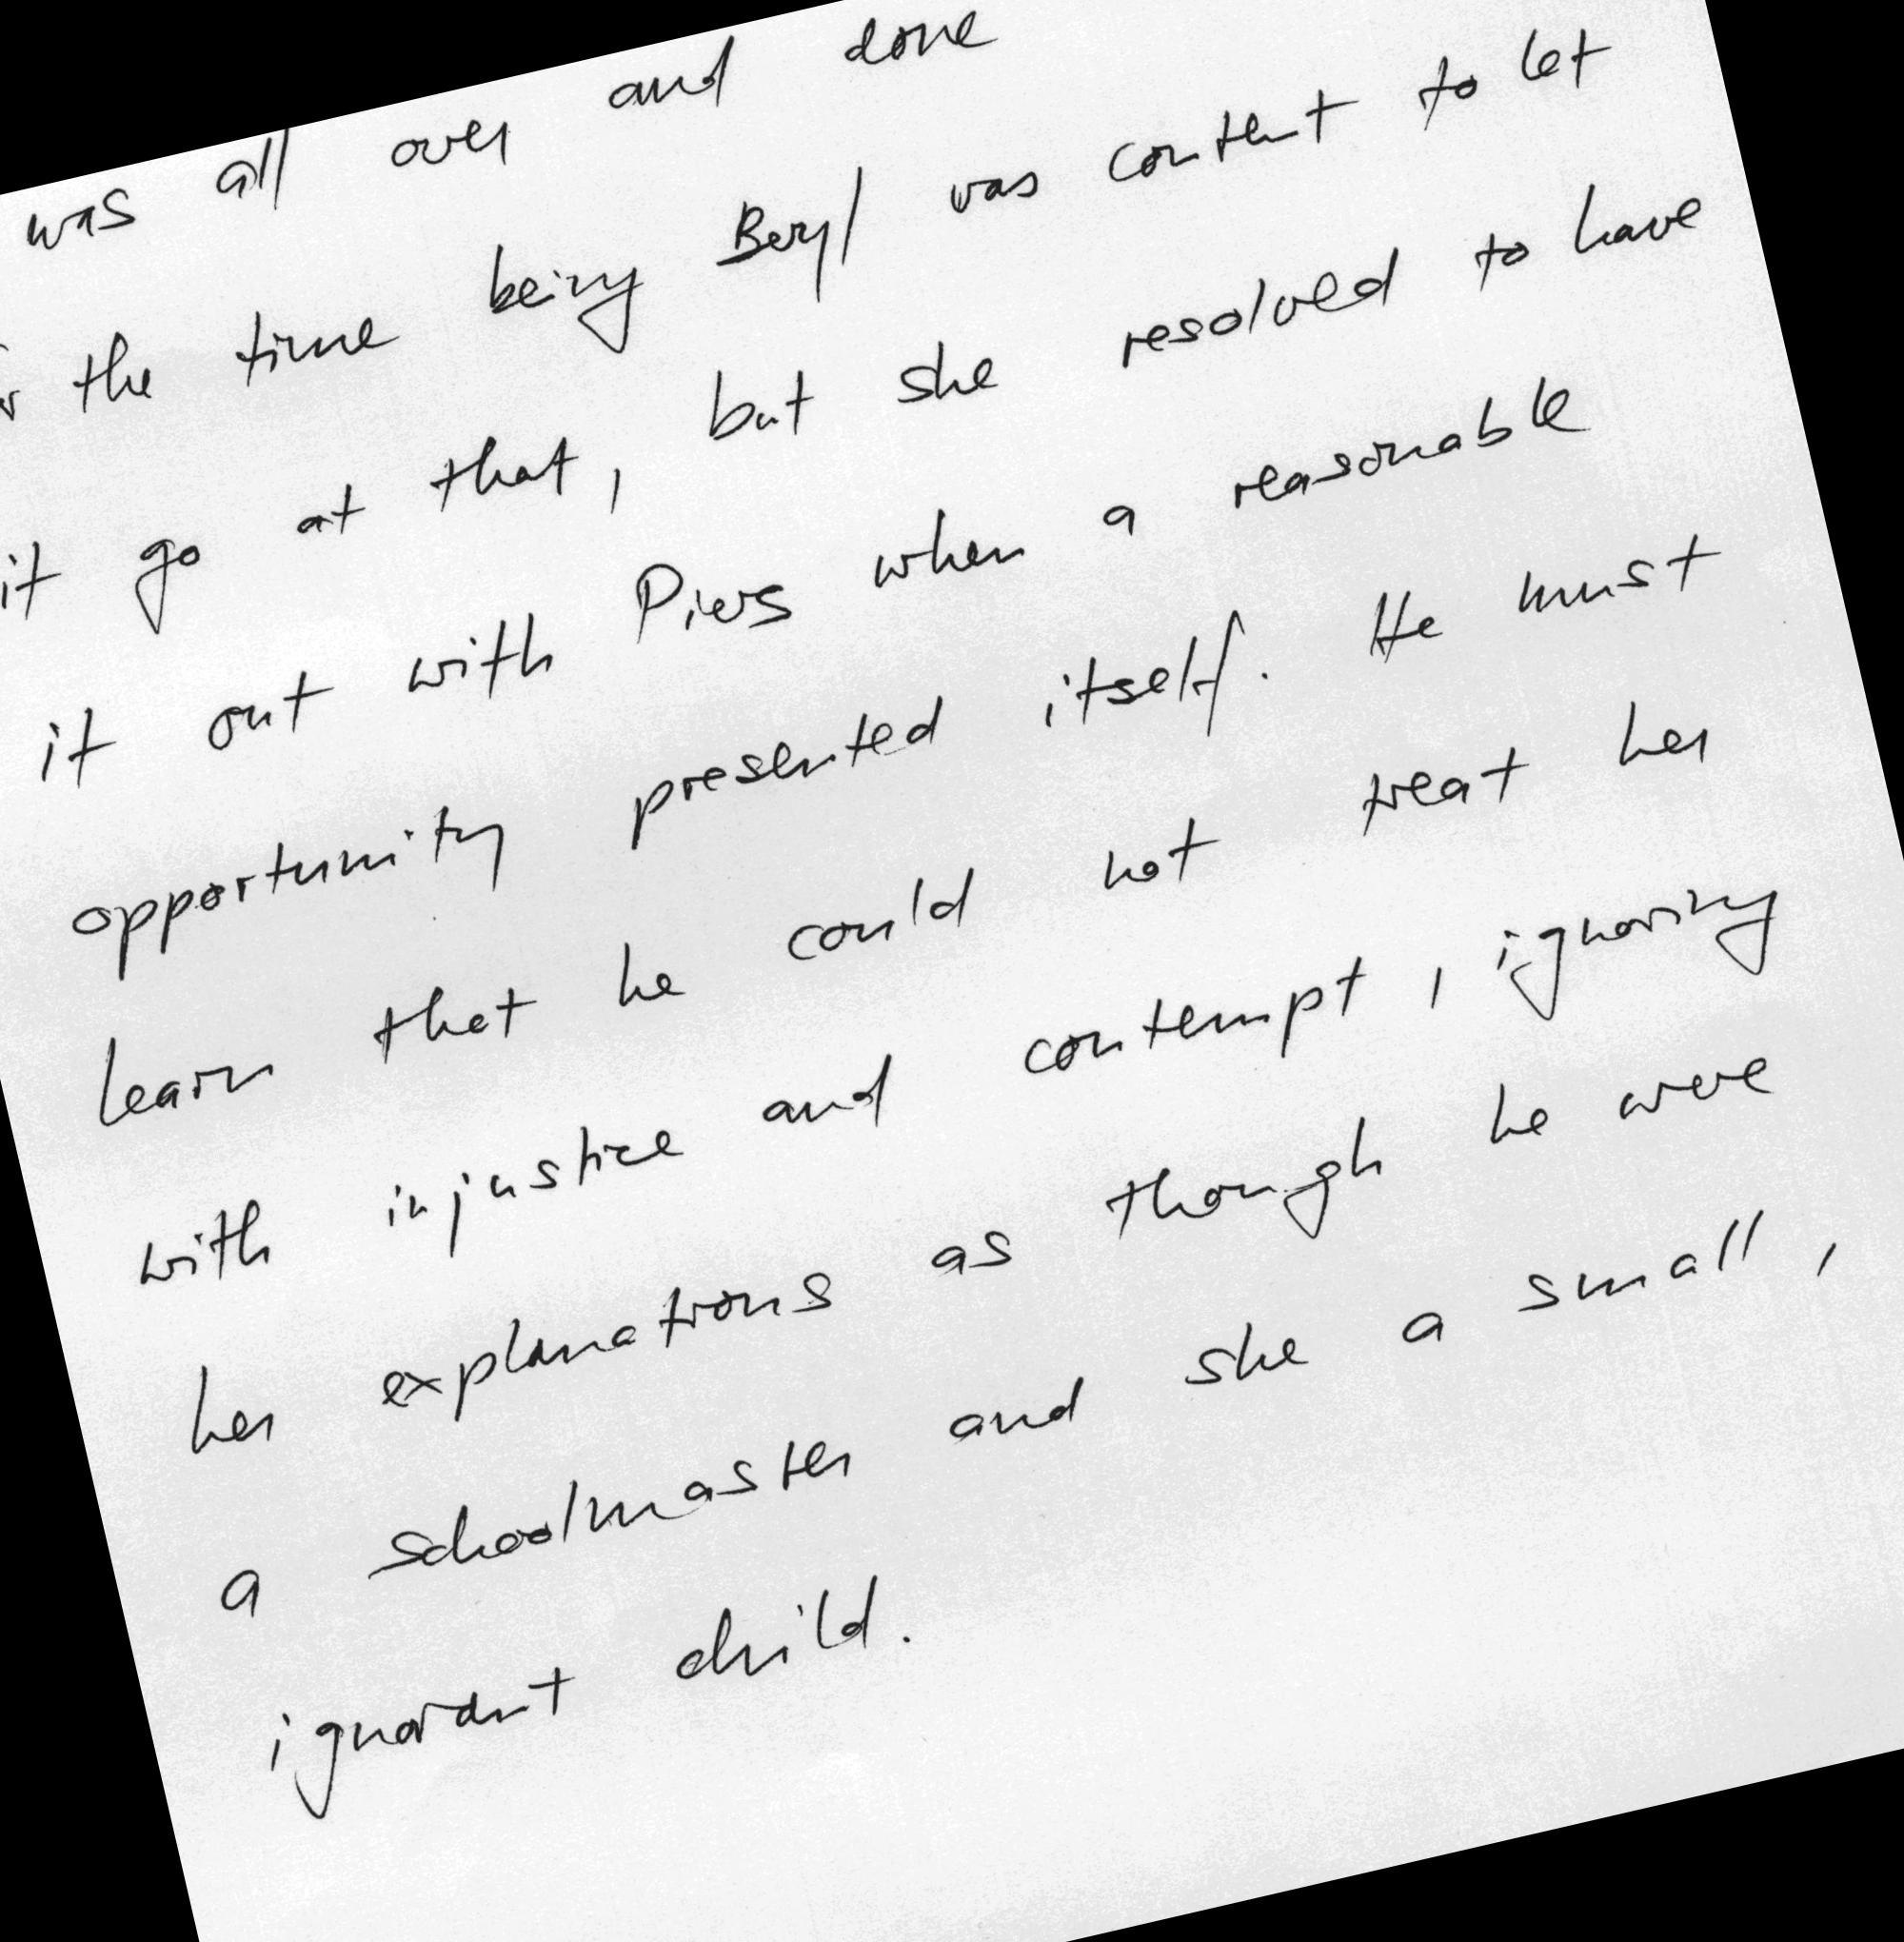 was all over and done
the time being Beryl was content to let
it go at that, but she resolved to have
it out with Piers when a reasonable
opportunity presented itself. He must
learn that he could not treat her
with injustice and contempt, ignoring
her explanations as though he were
a schoolmaster and she a small,
ignorant child.